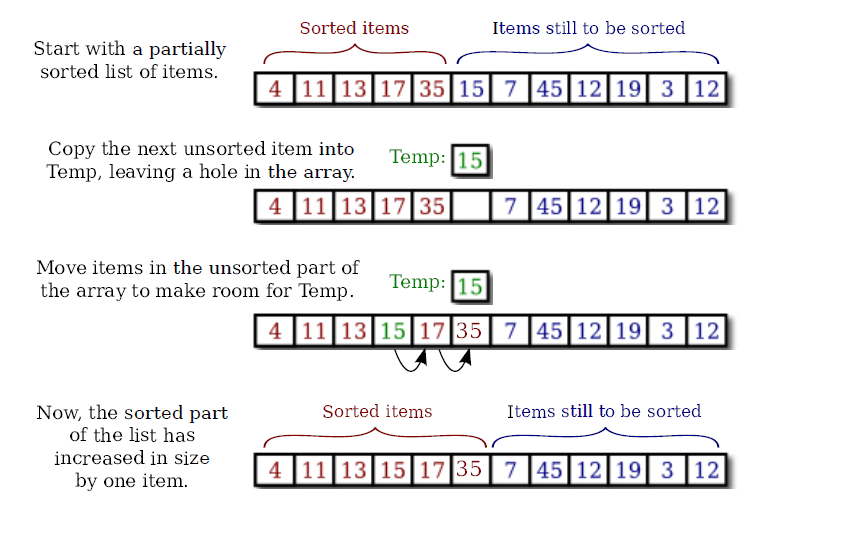 Sorted items Items still to be sorted
Start with a partially
sorted list of items.
4 11 13 17 35 15 7 45 12 19 3 12
Copy the next unsorted item into
Temp, leaving a hole in the array.
Temp: 15
4 11 13 17 35 7 45 12 19 3 12
Move items in the unsorted part of
the array to make room for Temp.
Temp: 15
4 11 13 15 17 35 7 45 12 19 3 12
Sorted items Items still to be sorted
Now, the sorted part
of the list has
increased in size
by one item.
4 11 13 15 17 35 7 45 12 19 3 12